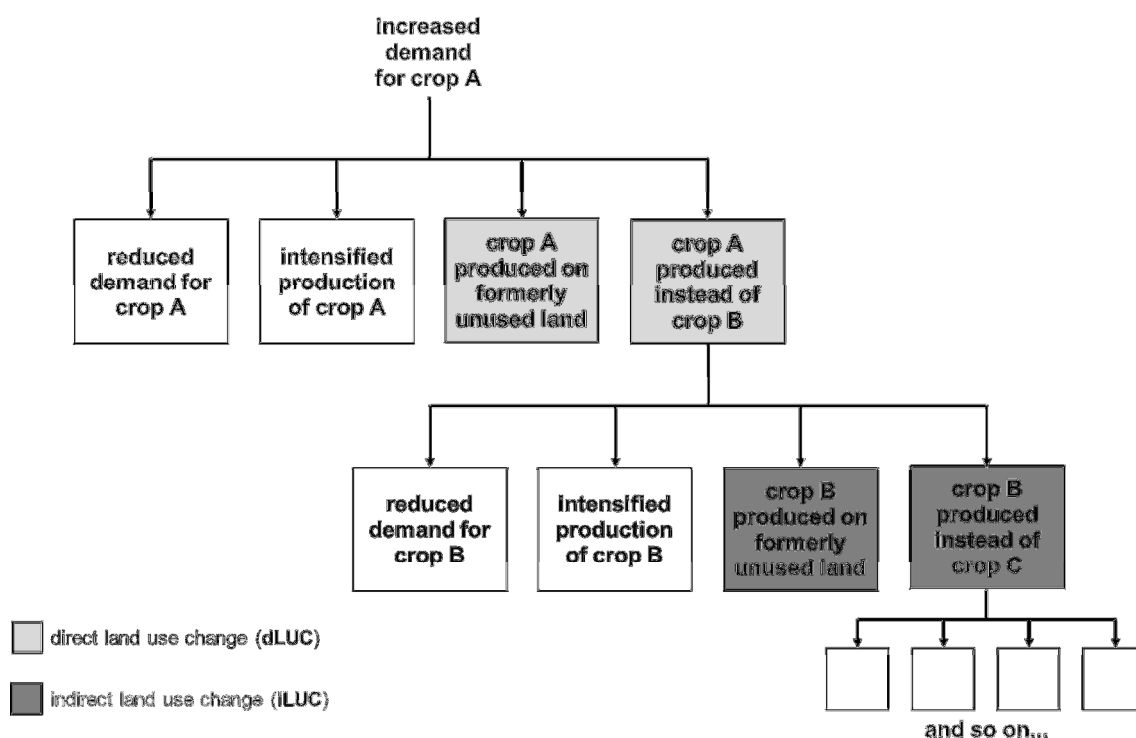 increased
demand
for crop A
reduced
demand for
crop A
intensified
production
of crop A
crop A
produced on
formerly
unused land
crop A
produced
instead of
crop B
reduced
demand for
crop B
intensified
production
of crop B
crop B
produced on
formerly
unused land
crop B
produced
instead of
crop C
direct land use change (dLUC)
indirect land use change (iLUC)
and so on...